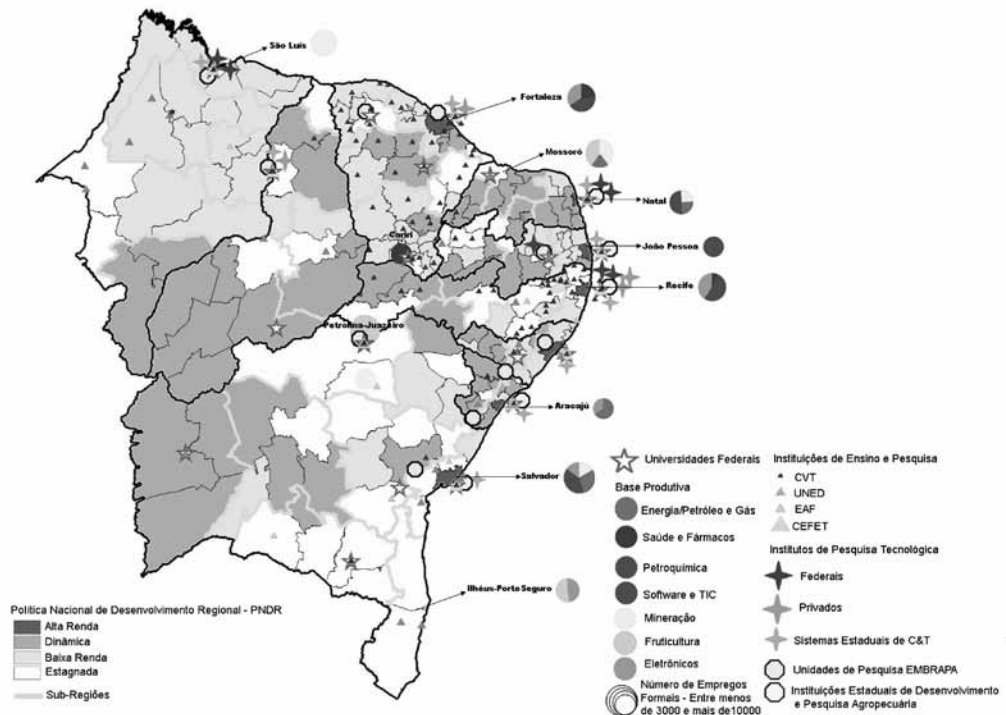 São Luís
Fortaleza
Mossoró
Natal
Cariri
João Pessoa
Recife
Petrolina-Juazeiro
Aracajú
Salvador
Ilhéus-Porto Seguro
Política Nacional de Desenvolvimento Regional - PNDR
Alta Renda
Dinâmica
Baixa Renda
Estagnada
Sub-Regiões
Universidades Federais
Base Produtiva
Energia/Petróleo e Gás
Saúde e Fármacos
Petroquímica
Software e TIC
Mineração
Fruticultura
Eletrônicos
Número de Empregos
Formais - Entre menos
de 3000 e mais de10000
Instituições de Ensino e Pesquisa
CVT
UNED
EAF
CEFET
Institutos de Pesquisa Tecnológica
Federais
Privados
Sistemas Estaduais de C&T
Unidades de Pesquisa EMBRAPA
Instituições Estaduais de Desenvolvimento
e Pesquisa Agropecuária